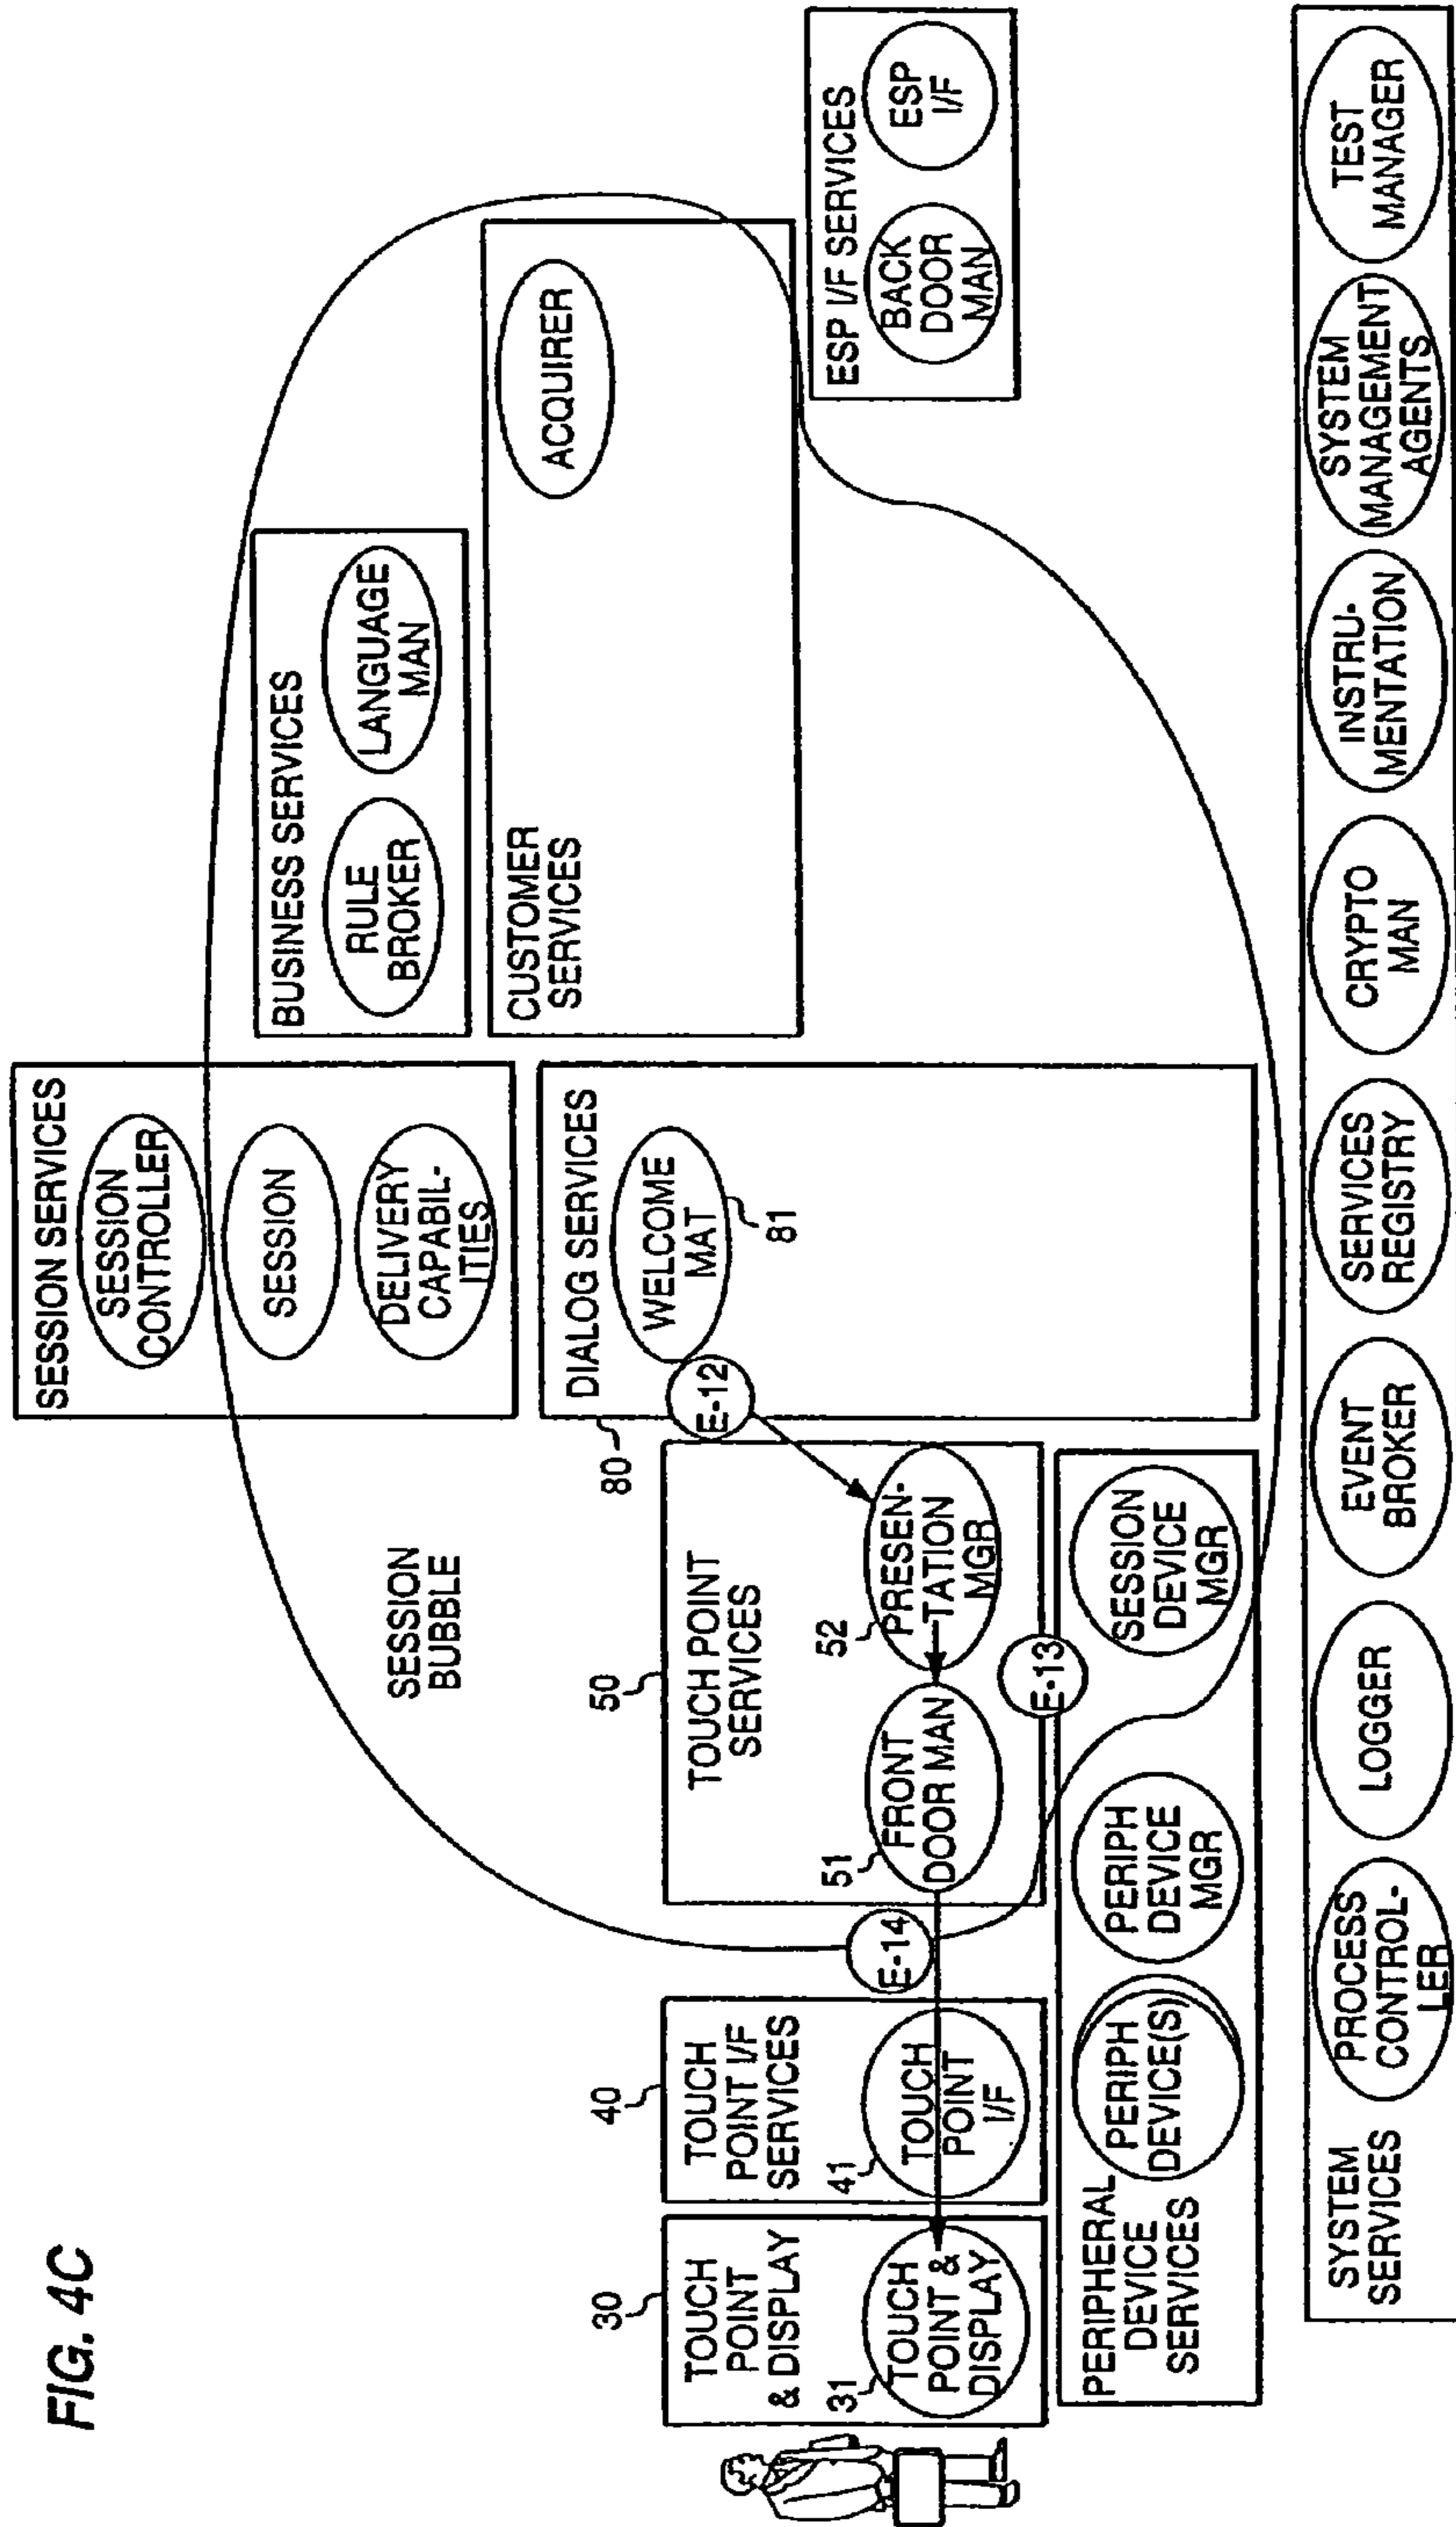 FIG. 4C
SESSION SERVICES
SESSION
CONTROLLER
SESSION
DELIVERY
CAPABIL-
ITIES
BUSINESS SERVICES
RULE
BROKER
LANGUAGE
MAN
CUSTOMER
SERVICES
ACQUIRER
SESSION
BUBBLE
DIALOG SERVICES
WELCOME
MAT
81
80
E-12
30
TOUCH
POINT
& DISPLAY
31
TOUCH
POINT &
DISPLAY
40
TOUCH
POINT I/F
SERVICES
41
TOUCH
POINT
I/F
E-14
50
TOUCH POINT
SERVICES
51
FRONT
DOOR MAN
52
PRESEN-
TATION
MGR
E-13
ESP I/F SERVICES
BACK
DOOR
MAN
ESP
I/F
PERIPHERAL
DEVICE
SERVICES
PERIPH
DEVICE(S)
PERIPH
DEVICE
MGR
SESSION
DEVICE
MGR
SYSTEM
SERVICES
PROCESS
CONTROL-
LER
LOGGER
EVENT
BROKER
SERVICES
REGISTRY
CRYPTO
MAN
INSTRU-
MENTATION
SYSTEM
MANAGEMENT
AGENTS
TEST
MANAGER